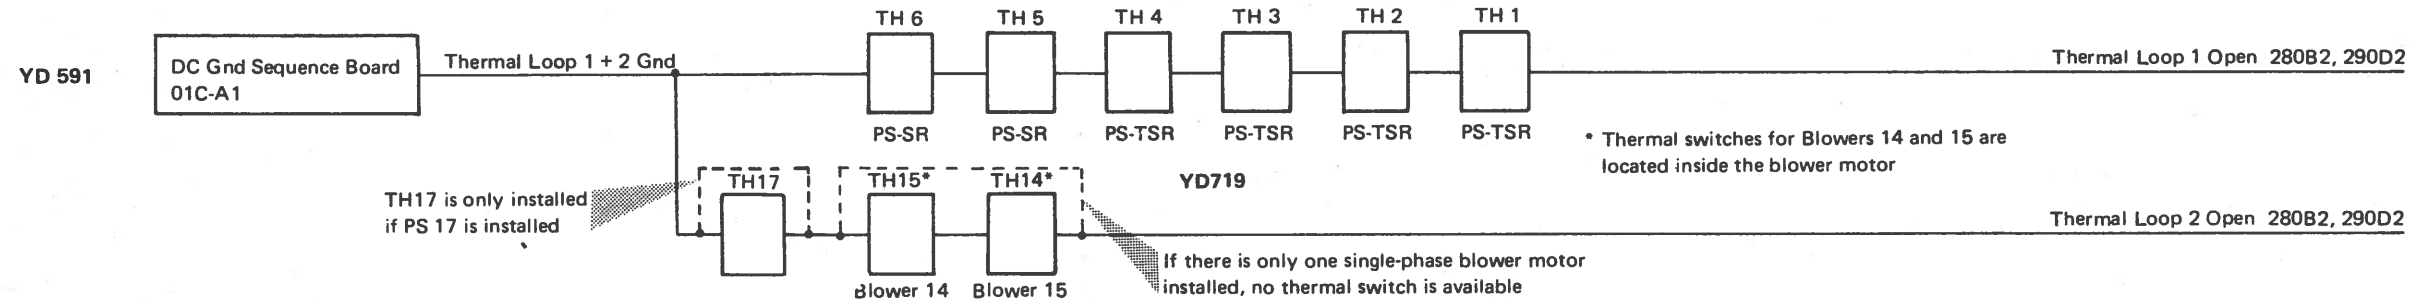 TH 6 TH 5 TH 4 TH 3 TH 2 TH 1
YD 591
DC Gnd Sequence Board
01C-A1
Thermal Loop 1 + 2 Gnd
Thermal Loop 1 Open 280B2, 290D2
PS-SR PS-SR PS-TSR PS-TSR PS-TSR PS-TSR
* Thermal switches for Blowers 14 and 15 are
located inside the blower motor
TH17 TH15* TH14* YD719
TH17 is only installed
if PS 17 is installed
Thermal Loop 2 Open 280B2, 290D2
If there is only one single-phase blower motor
installed, no thermal switch is available
Blower 14 Blower 15